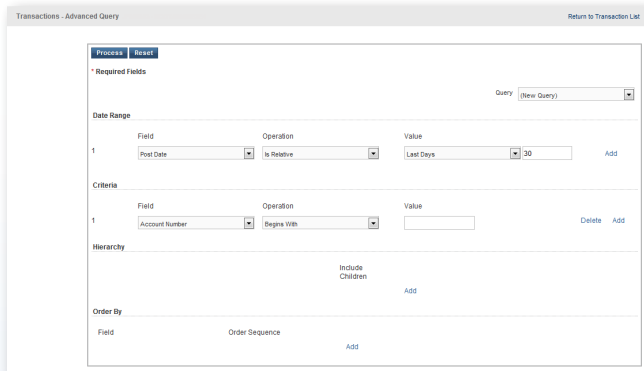 Transactions - Advanced Query Return to Transaction List
Process Reset
* Required Fields
Query (New Query)
Date Range
Field Operation Value
1 Post Date Is Relative Last Days 30 Add
Criteria
Field Operation Value
1 Account Number Begins With Delete Add
Hierarchy
Include
Children
Add
Order By
Field Order Sequence
Add